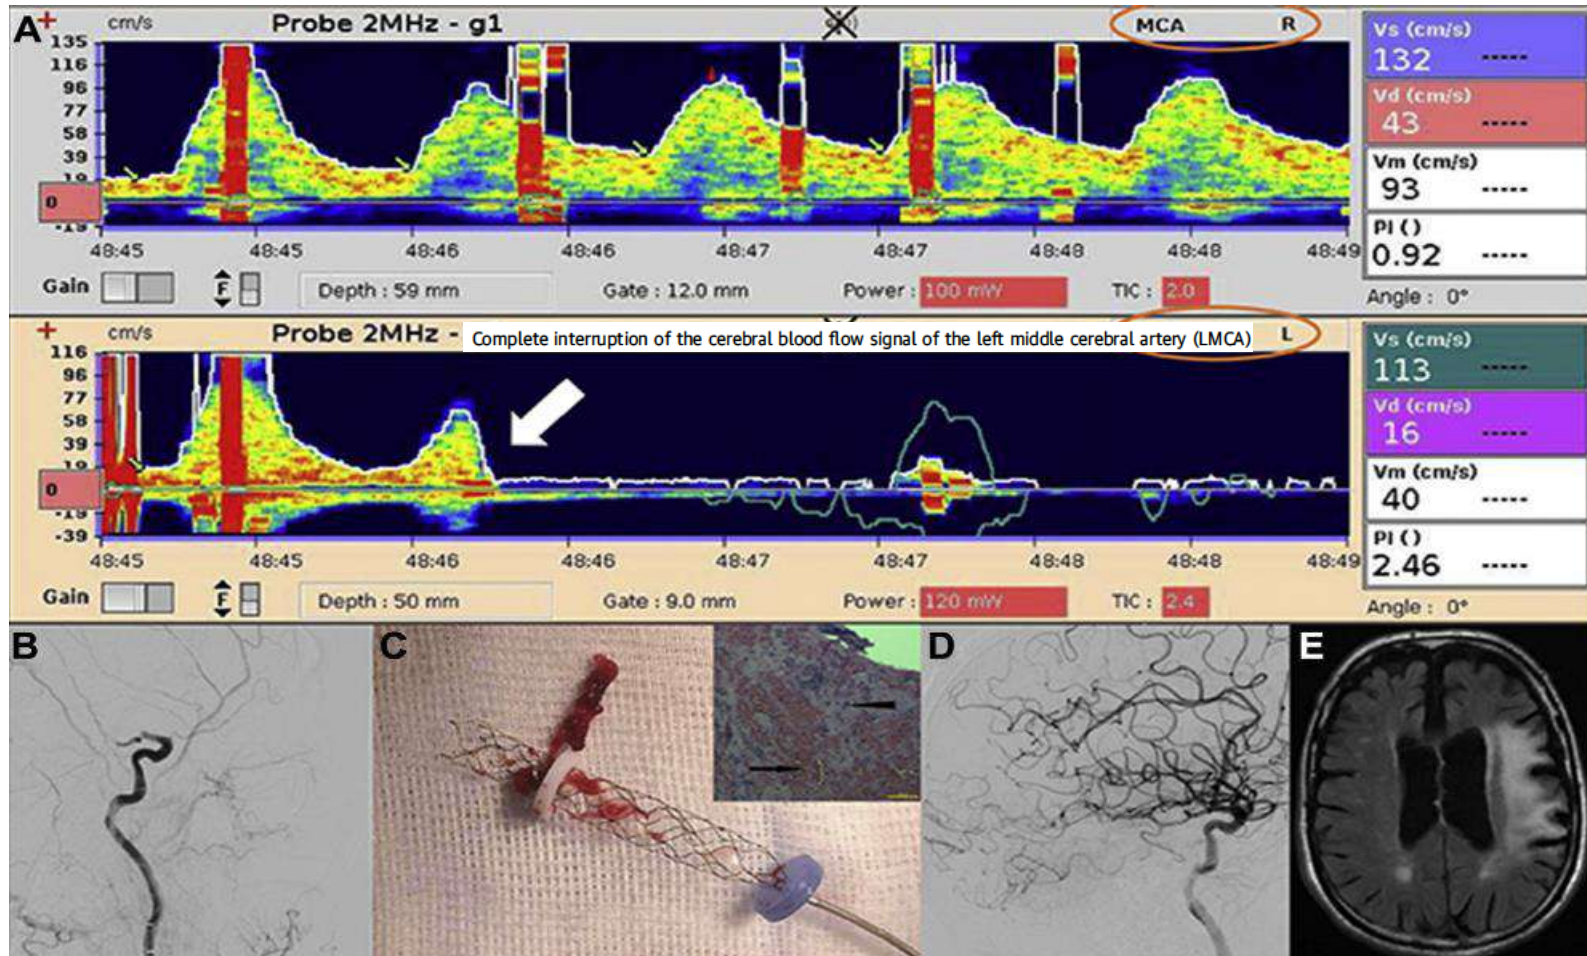 A + cm/s Probe 2MHz - g1 MCA R
135
116
96
77
58
39
19
0
-19
48:45 48:45 48:46 48:46 48:47 48:47 48:48 48:48 48:49
Gain F Depth : 59 mm Gate : 12.0 mm Power : 100 mW TIC : 2.0
Vs (cm/s)
132 -----
Vd (cm/s)
43 -----
Vm (cm/s)
93 -----
PI ()
0.92 -----
Angle : 0°
+ cm/s Probe 2MHz - L
Complete interruption of the cerebral blood flow signal of the left middle cerebral artery (LMCA)
116
96
77
58
39
19
0
-19
-39
48:45 48:45 48:46 48:46 48:47 48:47 48:48 48:48 48:49
Gain F Depth : 50 mm Gate : 9.0 mm Power : 120 mW TIC : 2.4
Vs (cm/s)
113 -----
Vd (cm/s)
16 -----
Vm (cm/s)
40 -----
PI ()
2.46 -----
Angle : 0°
B C D E